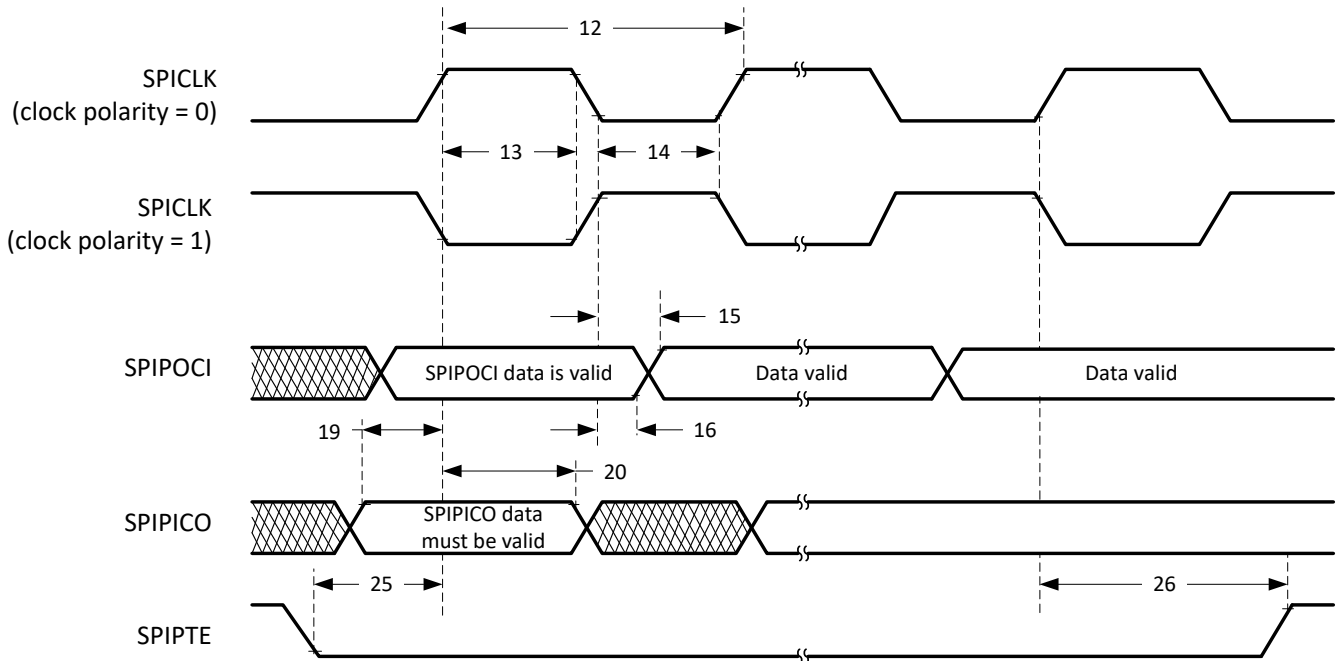 12
SPICLK
(clock polarity = 0)
13
14
SPICLK
(clock polarity = 1)
15
SPIPOCI
SPIPOCI data is valid
Data valid
Data valid
19
16
20
SPIPICO
SPIPICO data
must be valid
25
26
SPIPTE